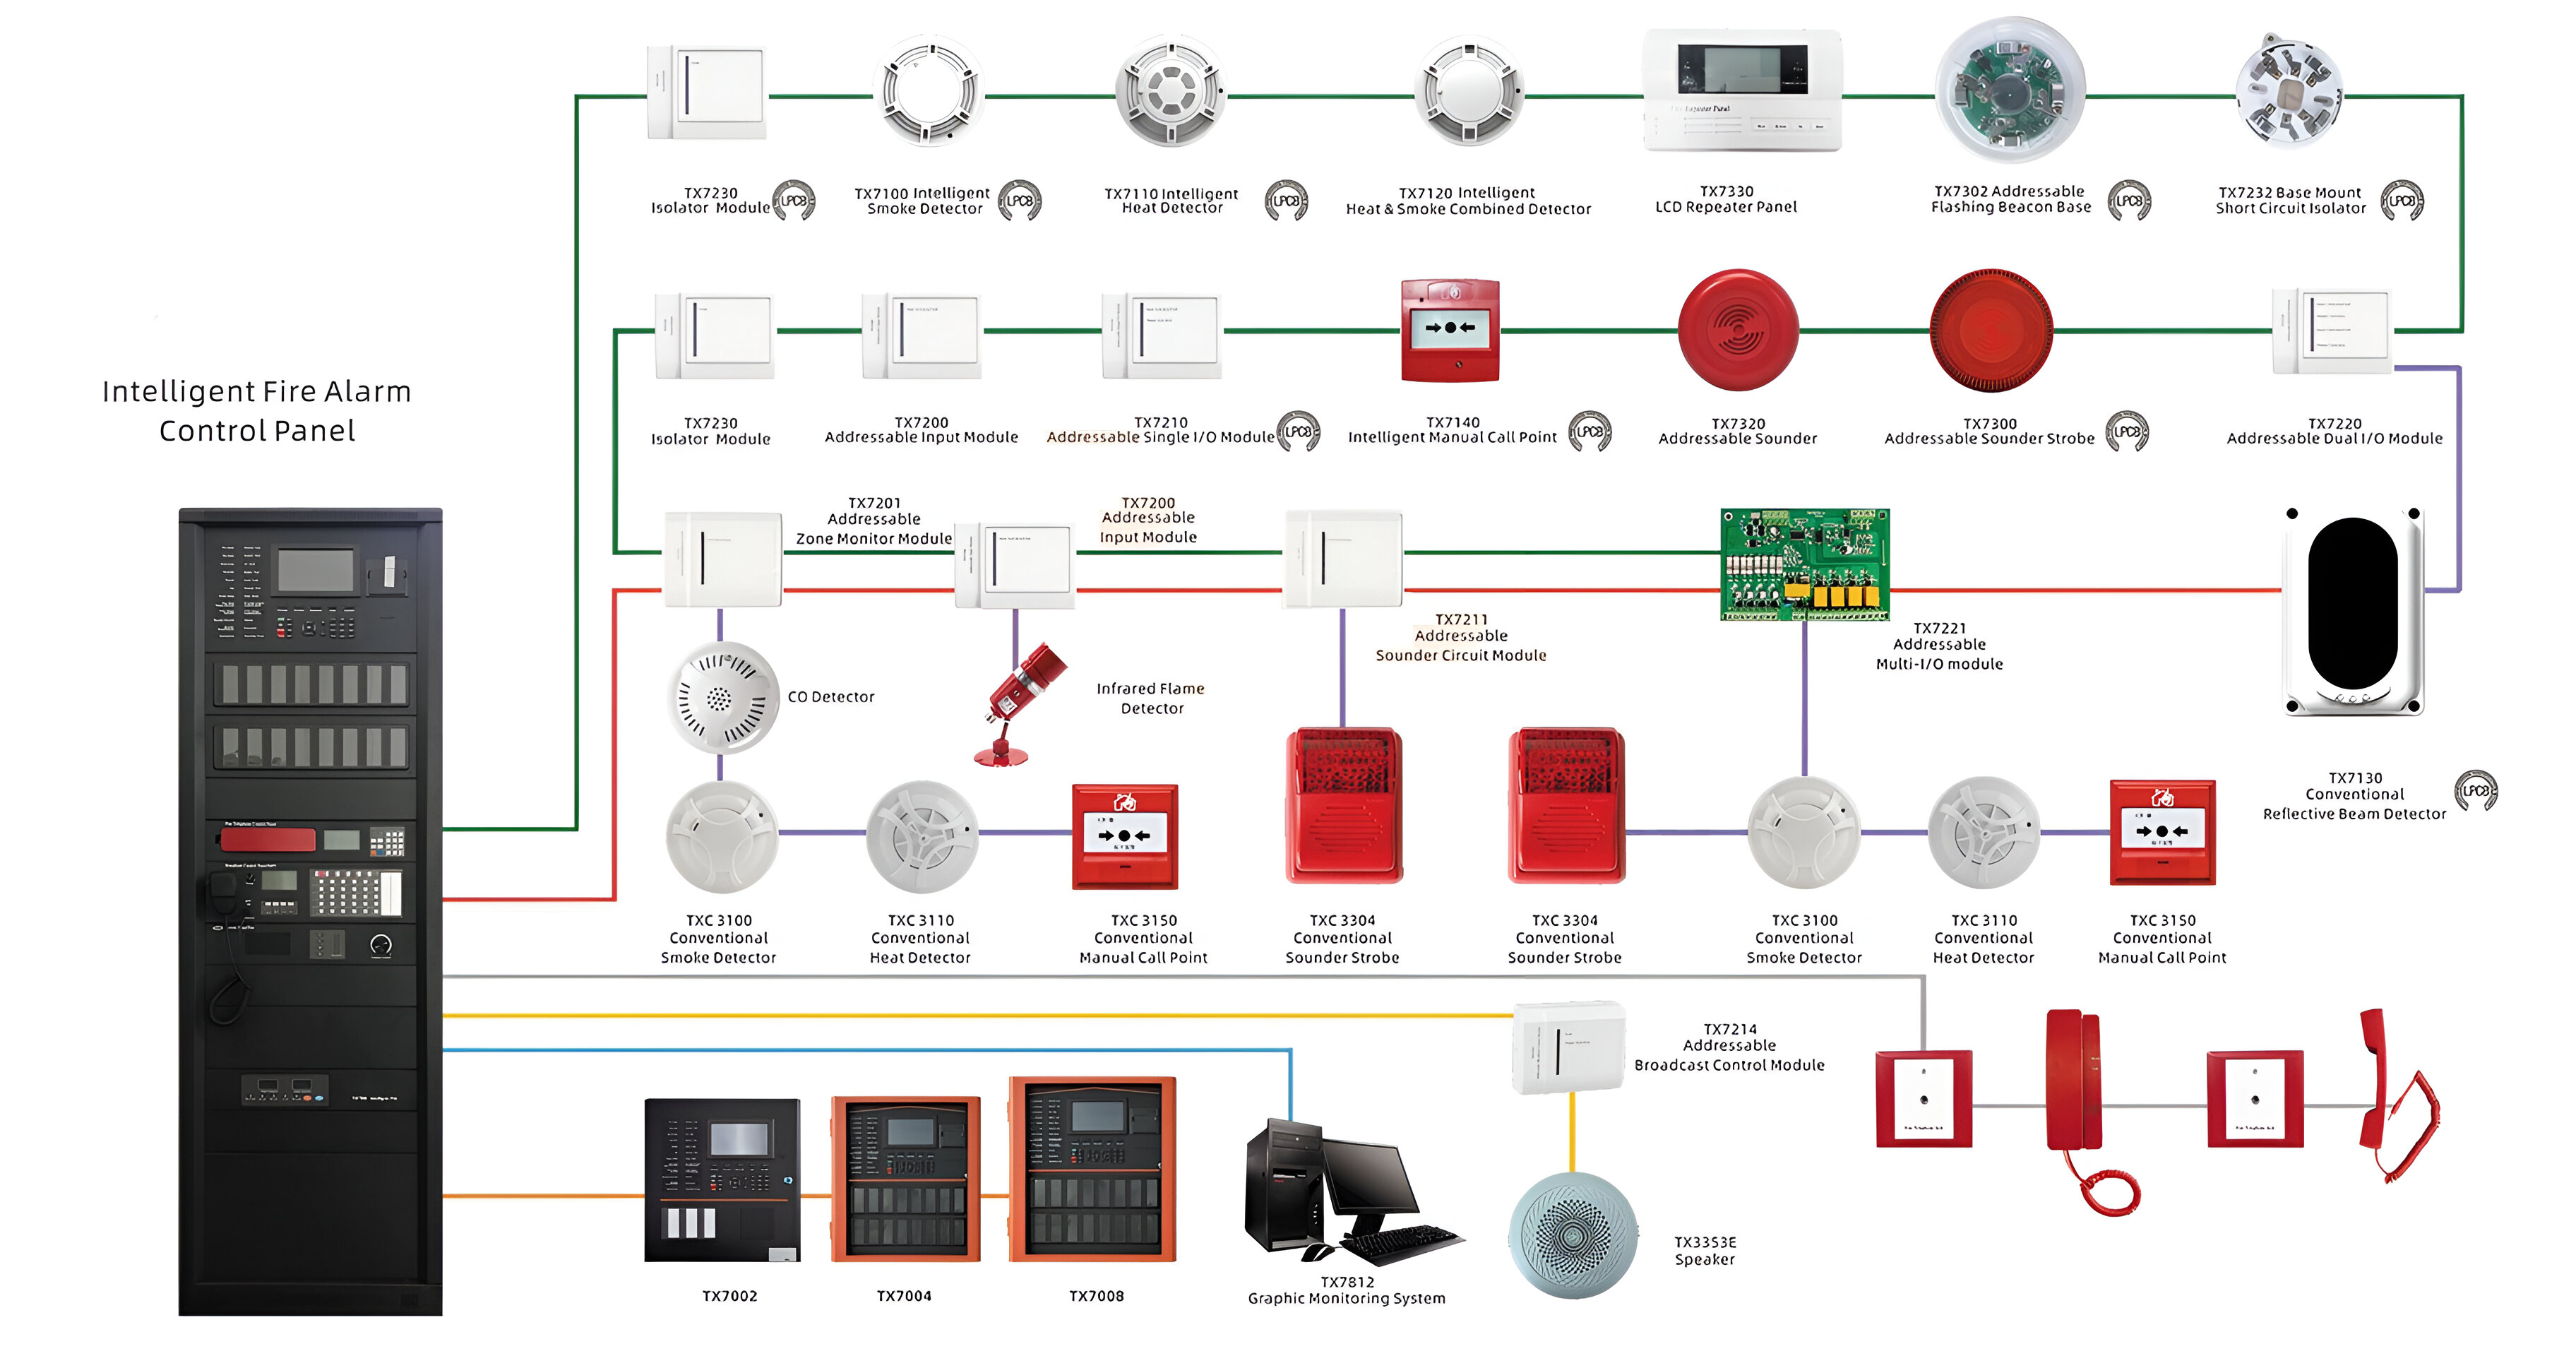 TX7230
Isolator Module
LPCB
TX7100 Intelligent
Smoke Detector
LPCB
TX7110 Intelligent
Heat Detector
LPCB
TX7120 Intelligent
Heat & Smoke Combined Detector
TX7330
LCD Repeater Panel
TX7302 Addressable
Flashing Beacon Base
LPCB
TX7232 Base Mount
Short Circuit Isolator
LPCB
Intelligent Fire Alarm
Control Panel
TX7230
Isolator Module
TX7200
Addressable Input Module
TX7210
Addressable Single I/O Module
LPCB
TX7140
Intelligent Manual Call Point
LPCB
TX7320
Addressable Sounder
TX7300
Addressable Sounder Strobe
LPCB
TX7220
Addressable Dual I/O Module
TX7201
Addressable
Zone Monitor Module
TX7200
Addressable
Input Module
TX7211
Addressable
Sounder Circuit Module
TX7221
Addressable
Multi-I/O module
CO Detector
Infrared Flame
Detector
TX7130
Conventional
Reflective Beam Detector
LPCB
TXC 3100
Conventional
Smoke Detector
TXC 3110
Conventional
Heat Detector
TXC 3150
Conventional
Manual Call Point
TXC 3304
Conventional
Sounder Strobe
TXC 3304
Conventional
Sounder Strobe
TXC 3100
Conventional
Smoke Detector
TXC 3110
Conventional
Heat Detector
TXC 3150
Conventional
Manual Call Point
TX7214
Addressable
Broadcast Control Module
TX3353E
Speaker
TX7002
TX7004
TX7008
TX7812
Graphic Monitoring System